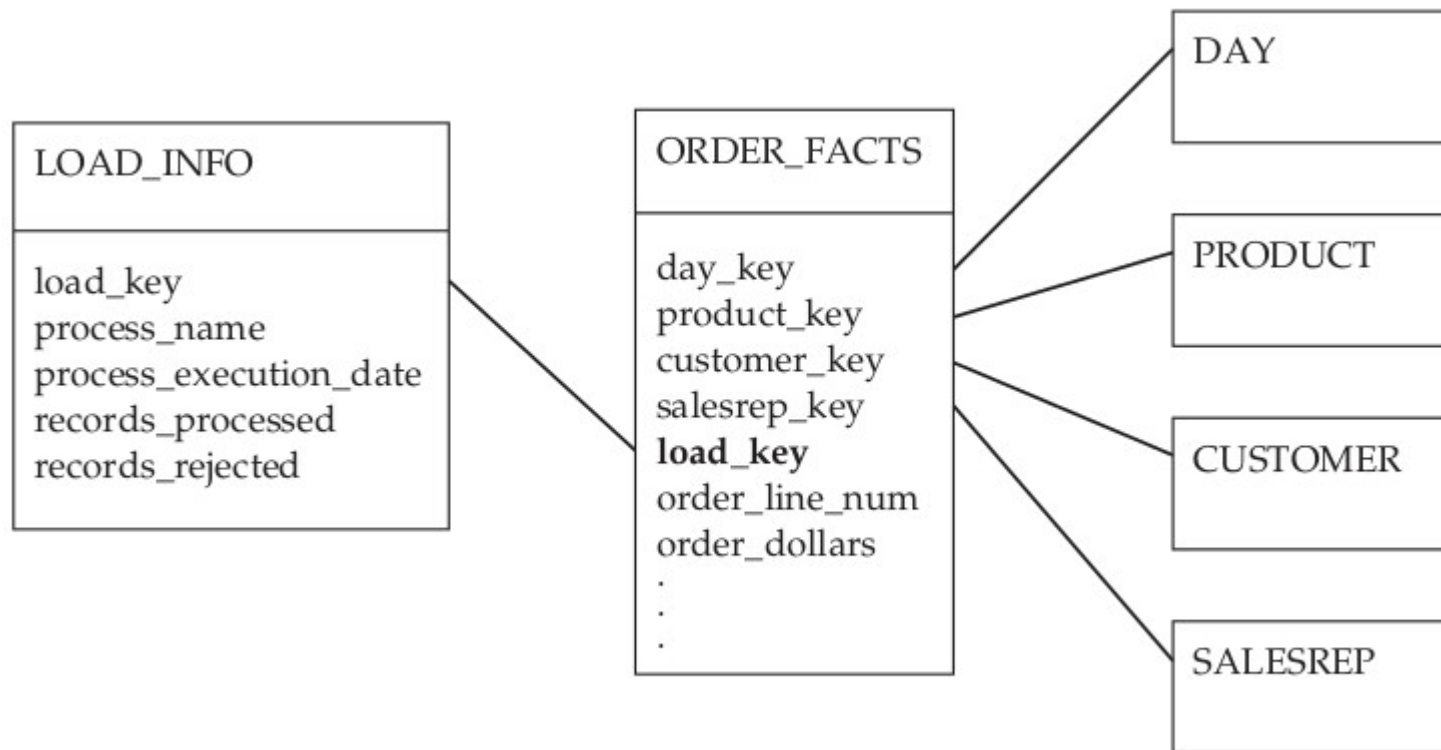 LOAD_INFO
load_key
process_name
process_execution_date
records_processed
records_rejected
ORDER_FACTS
day_key
product_key
customer_key
salesrep_key
load_key
order_line_num
order_dollars
.
.
.
DAY
PRODUCT
CUSTOMER
SALESREP